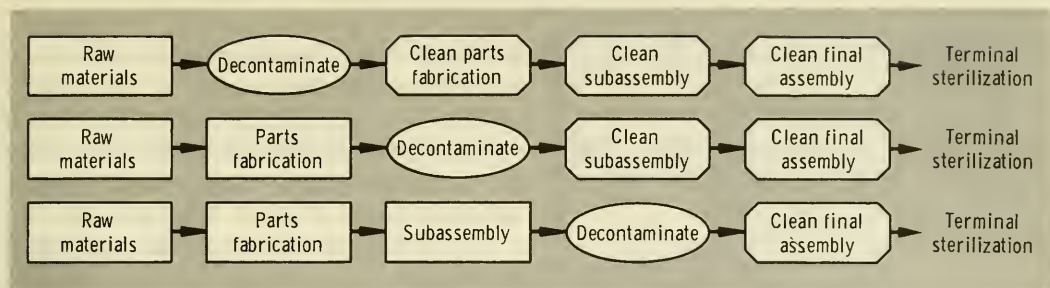 Raw
materials
Decontaminate
Clean parts
fabrication
Clean
subassembly
Clean final
assembly
Terminal
sterilization
Raw
materials
Parts
fabrication
Decontaminate
Clean
subassembly
Clean final
assembly
Terminal
sterilization
Raw
materials
Parts
fabrication
Subassembly
Decontaminate
Clean final
assembly
Terminal
sterilization